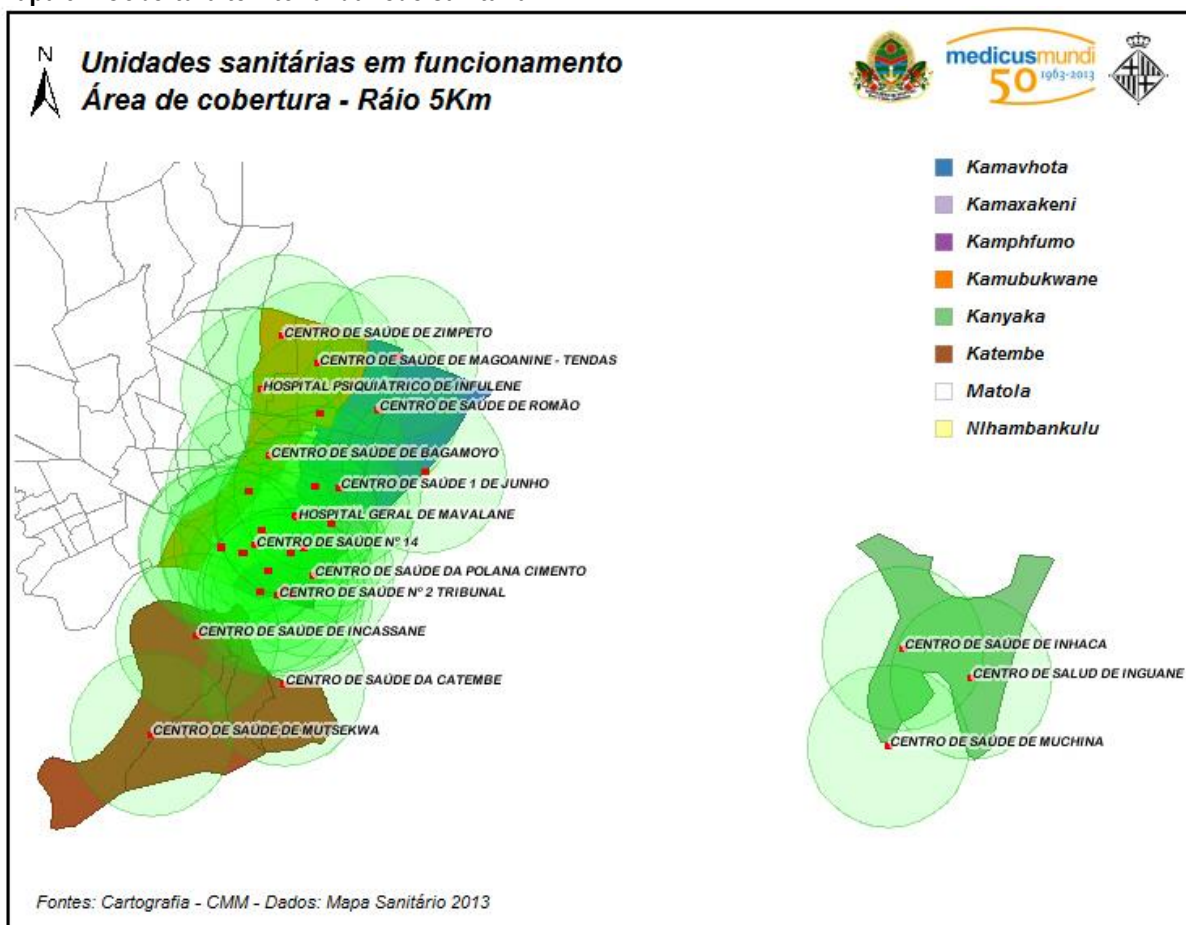 N
Unidades sanitárias em funcionamento
Área de cobertura - Ráio 5Km
medicusmundi
50 1963-2013
Kamavhota
Kamaxakeni
Kamphfumo
Kamubukwane
Kanyaka
Katembe
Matola
Nlhambankulu
CENTRO DE SAÚDE DE ZIMPETO
CENTRO DE SAÚDE DE MAGOANINE - TENDAS
HOSPITAL PSIQUIÁTRICO DE INFULENE
CENTRO DE SAÚDE DE ROMÃO
CENTRO DE SAÚDE DE BAGAMOYO
CENTRO DE SAÚDE 1 DE JUNHO
HOSPITAL GERAL DE MAVALANE
CENTRO DE SAÚDE Nº 14
CENTRO DE SAÚDE DA POLANA CIMENTO
CENTRO DE SAÚDE Nº 2 TRIBUNAL
CENTRO DE SAÚDE DE INCASSANE
CENTRO DE SAÚDE DA CATEMBE
CENTRO DE SAÚDE DE MUTSEKWA
CENTRO DE SAÚDE DE INHACA
CENTRO DE SALUD DE INGUANE
CENTRO DE SAÚDE DE MUCHINA
Fontes: Cartografia - CMM - Dados: Mapa Sanitário 2013